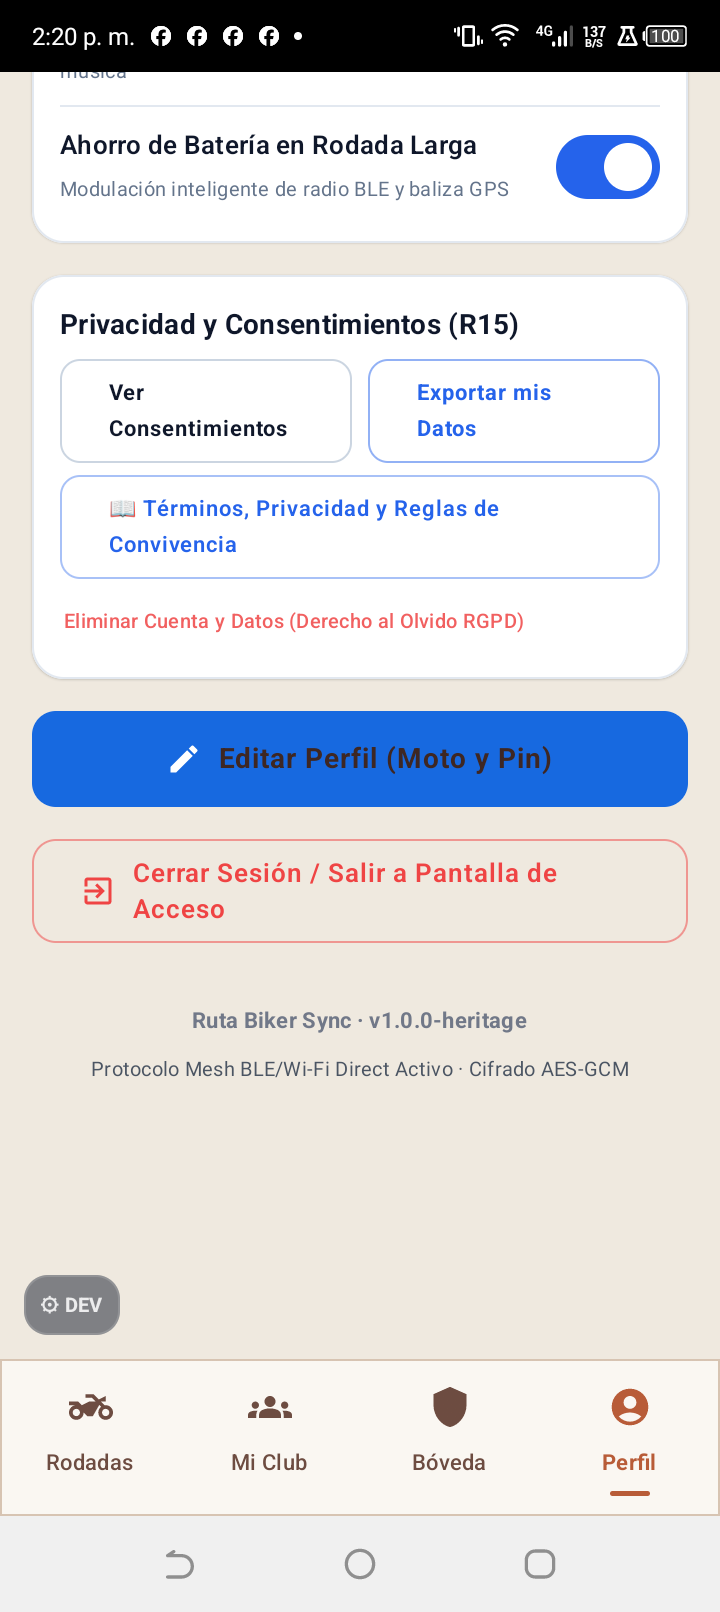 2:20 p. m.
4G 137 B/S 100
música
Ahorro de Batería en Rodada Larga
Modulación inteligente de radio BLE y baliza GPS
Privacidad y Consentimientos (R15)
Ver
Consentimientos
Exportar mis
Datos
📖 Términos, Privacidad y Reglas de
Convivencia
Eliminar Cuenta y Datos (Derecho al Olvido RGPD)
Editar Perfil (Moto y Pin)
Cerrar Sesión / Salir a Pantalla de
Acceso
Ruta Biker Sync · v1.0.0-heritage
Protocolo Mesh BLE/Wi-Fi Direct Activo · Cifrado AES-GCM
⚙ DEV
Rodadas
Mi Club
Bóveda
Perfil